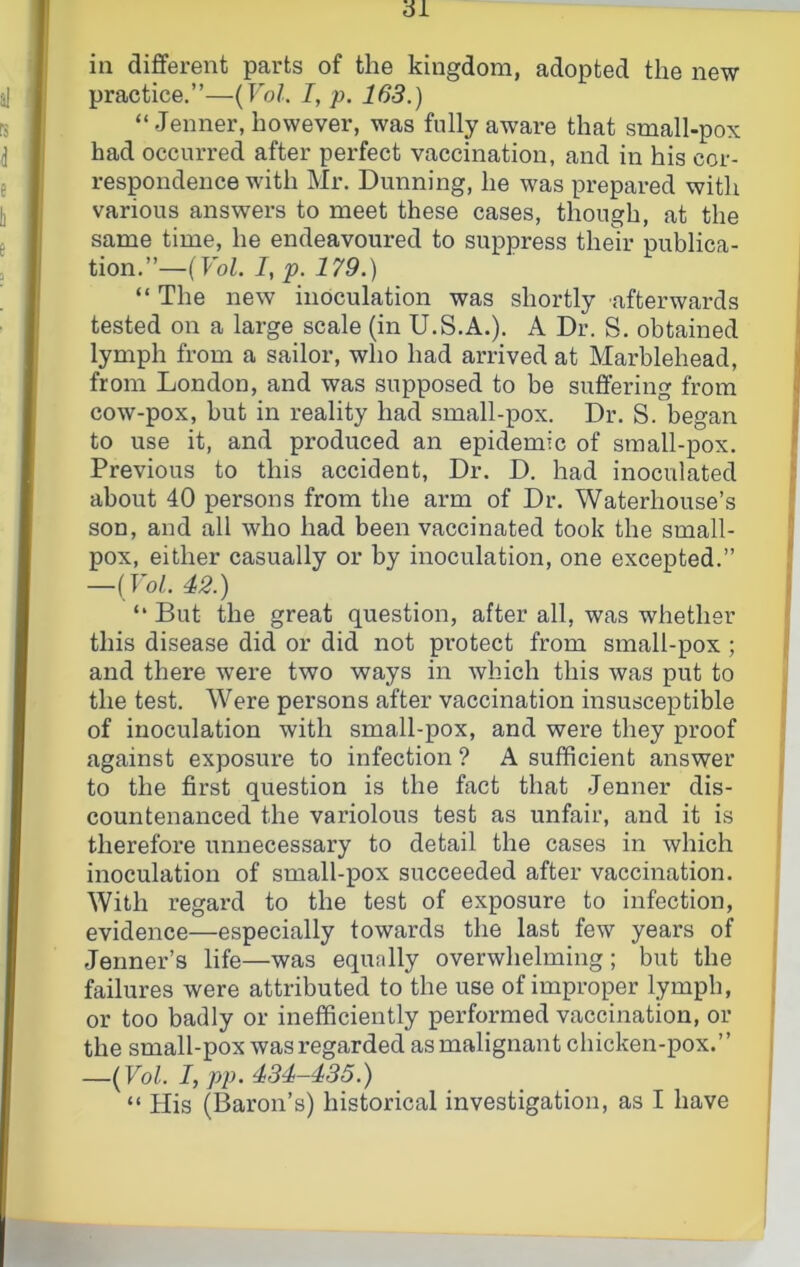 31
in different parts of the kingdom, adopted the new
practice.”—(Vol. I, p. 163.)
“Jenner, however, was fully aware that small-pox
had occurred after perfect vaccination, and in his cor-
respondence with Mr. Dunning, he was prepared with
various answers to meet these cases, though, at the
same time, he endeavoured to suppress their publica-
tion.”—(Vol. I, p. 179.)
“The new inoculation was shortly afterwards
tested on a large scale (in U.S.A.). A Dr. S. obtained
lymph from a sailor, who had arrived at Marblehead,
from London, and was supposed to be suffering from
cow-pox, but in reality had small-pox. Dr. S. began
to use it, and produced an epidemic of small-pox.
Previous to this accident, Dr. D. had inoculated
about 40 persons from the arm of Dr. Waterhouse’s
son, and all who had been vaccinated took the small-
pox, either casually or by inoculation, one excepted.”
—(Vol. 42.)
“But the great question, after all, was whether
this disease did or did not protect from small-pox ;
and there were two ways in which this was put to
the test. Were persons after vaccination insusceptible
of inoculation with small-pox, and were they proof
against exposure to infection ? A sufficient answer
to the first question is the fact that Jenner dis-
countenanced the variolous test as unfair, and it is
therefore unnecessary to detail the cases in which
inoculation of small-pox succeeded after vaccination.
With regard to the test of exposure to infection,
evidence—especially towards the last few years of
Jenner’s life—was equally overwhelming ; but the
failures were attributed to the use of improper lymph,
or too badly or inefficiently performed vaccination, or
the small-pox was regarded as malignant chicken-pox.”
—(Vol. I, pp. 434-435.)
“His (Baron’s) historical investigation, as I have